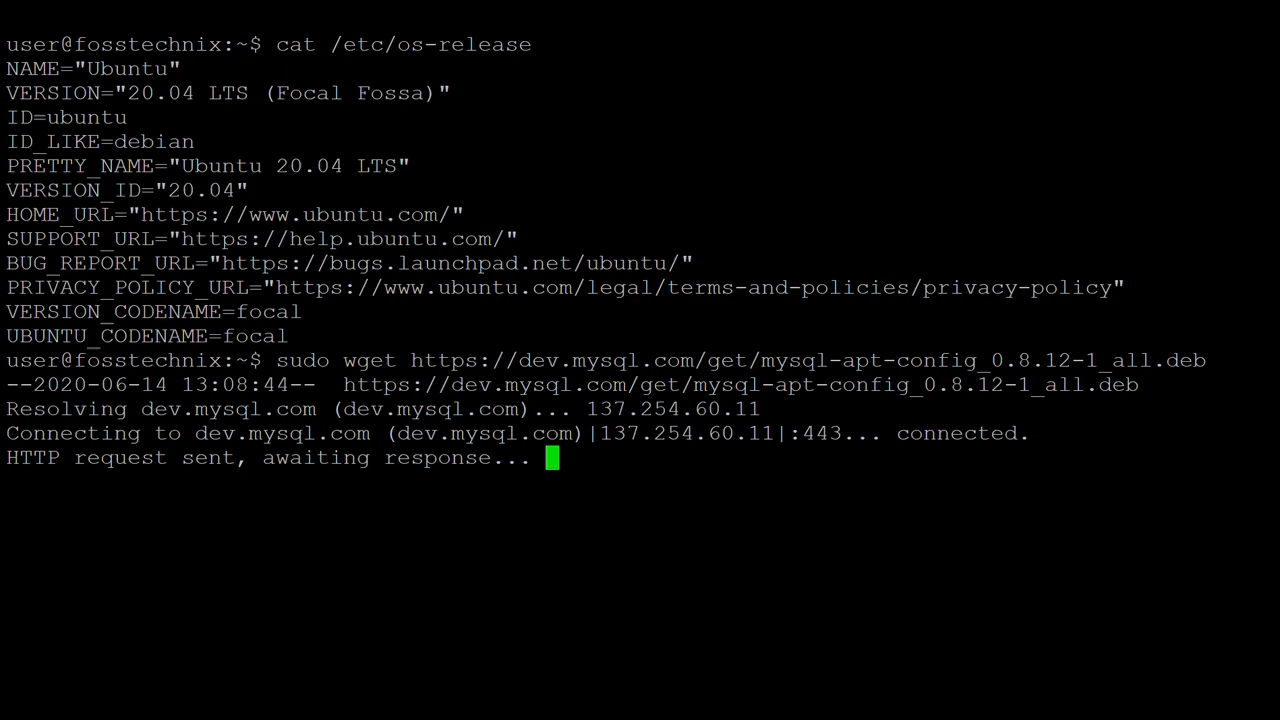 user@fosstechnix:~$ cat /etc/os-release
NAME="Ubuntu"
VERSION="20.04 LTS (Focal Fossa)"
ID=ubuntu
ID_LIKE=debian
PRETTY_NAME="Ubuntu 20.04 LTS"
VERSION_ID="20.04"
HOME_URL="https://www.ubuntu.com/"
SUPPORT_URL="https://help.ubuntu.com/"
BUG_REPORT_URL="https://bugs.launchpad.net/ubuntu/"
PRIVACY_POLICY_URL="https://www.ubuntu.com/legal/terms-and-policies/privacy-policy"
VERSION_CODENAME=focal
UBUNTU_CODENAME=focal
user@fosstechnix:~$ sudo wget https://dev.mysql.com/get/mysql-apt-config_0.8.12-1_all.deb
--2020-06-14 13:08:44--  https://dev.mysql.com/get/mysql-apt-config_0.8.12-1_all.deb
Resolving dev.mysql.com (dev.mysql.com)... 137.254.60.11
Connecting to dev.mysql.com (dev.mysql.com)|137.254.60.11|:443... connected.
HTTP request sent, awaiting response...